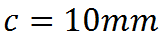 c = 10mm